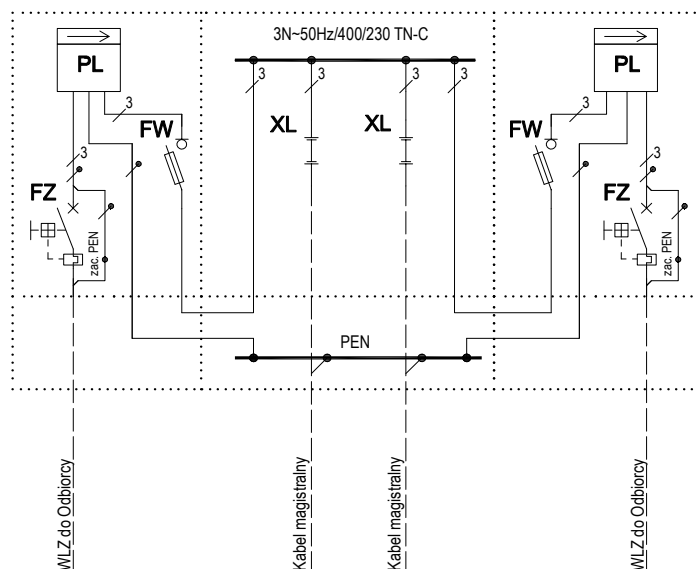 3N~50Hz/400/230 TN-C
PL
PL
3
3
3
3
3
3
FW
XL
XL
FW
3
3
FZ
FZ
zac. PEN
zac. PEN
PEN
WLZ do Odbiorcy
Kabel magistralny
Kabel magistralny
WLZ do Odbiorcy